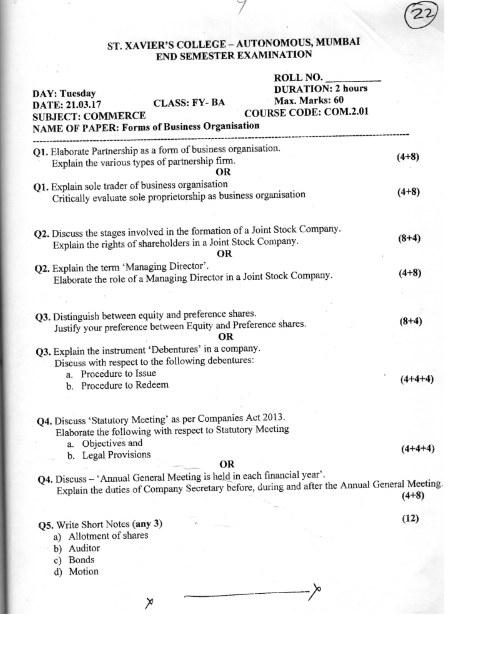 22
ST. XAVIER'S COLLEGE – AUTONOMOUS, MUMBAI
END SEMESTER EXAMINATION
ROLL NO. ___________
DAY: Tuesday DURATION: 2 hours
DATE: 21.03.17 CLASS: FY- BA Max. Marks: 60
SUBJECT: COMMERCE COURSE CODE: COM.2.01
NAME OF PAPER: Forms of Business Organisation
Q1. Elaborate Partnership as a form of business organisation.
Explain the various types of partnership firm. (4+8)
OR
Q1. Explain sole trader of business organisation
Critically evaluate sole proprietorship as business organisation (4+8)
Q2. Discuss the stages involved in the formation of a Joint Stock Company.
Explain the rights of shareholders in a Joint Stock Company. (8+4)
OR
Q2. Explain the term 'Managing Director'.
Elaborate the role of a Managing Director in a Joint Stock Company. (4+8)
Q3. Distinguish between equity and preference shares.
Justify your preference between Equity and Preference shares. (8+4)
OR
Q3. Explain the instrument 'Debentures' in a company.
Discuss with respect to the following debentures:
a. Procedure to Issue
b. Procedure to Redeem (4+4+4)
Q4. Discuss 'Statutory Meeting' as per Companies Act 2013.
Elaborate the following with respect to Statutory Meeting
a. Objectives and
b. Legal Provisions (4+4+4)
OR
Q4. Discuss – 'Annual General Meeting is held in each financial year'.
Explain the duties of Company Secretary before, during and after the Annual General Meeting.
(4+8)
Q5. Write Short Notes (any 3) (12)
a) Allotment of shares
b) Auditor
c) Bonds
d) Motion